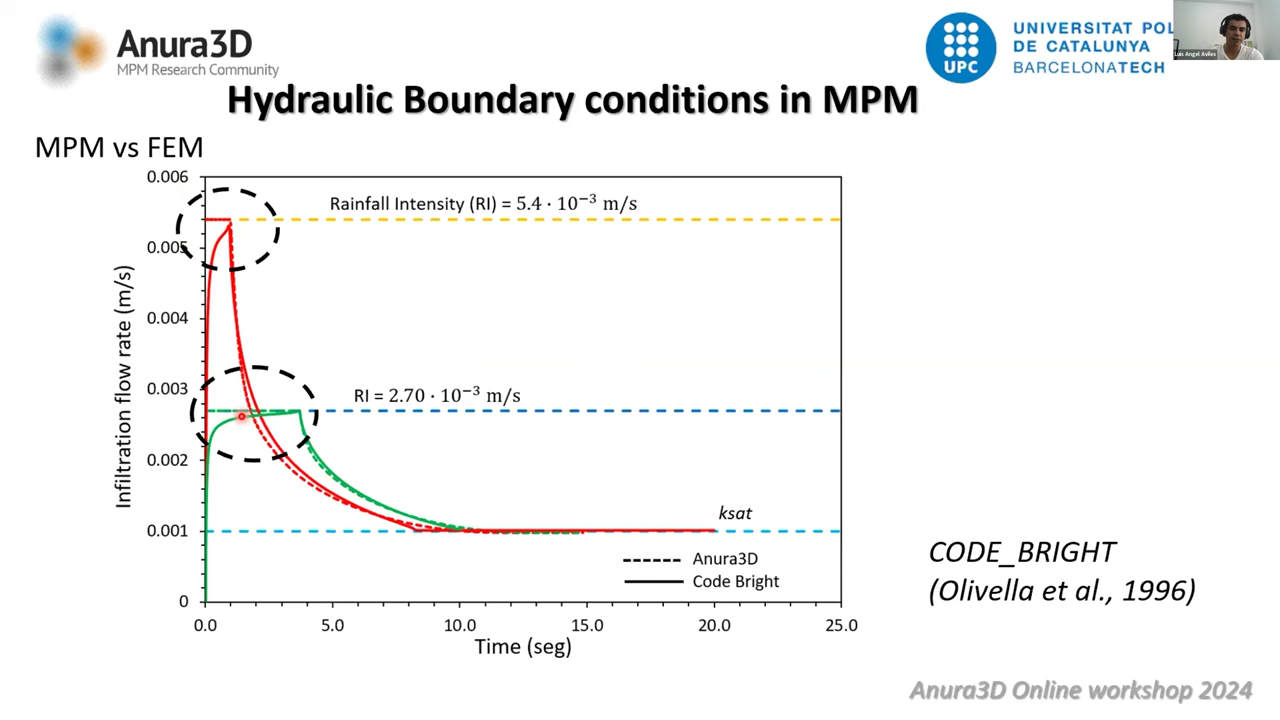 Anura3D
MPM Research Community
UNIVERSITAT POL
DE CATALUNYA
BARCELONATECH
UPC
Luis Angel Aviles
Hydraulic Boundary conditions in MPM
MPM vs FEM
Infiltration flow rate (m/s)
0.006
0.005
0.004
0.003
0.002
0.001
0
Rainfall Intensity (RI) = 5.4 · 10⁻³ m/s
RI = 2.70 · 10⁻³ m/s
ksat
Anura3D
Code Bright
0.0 5.0 10.0 15.0 20.0 25.0
Time (seg)
CODE_BRIGHT
(Olivella et al., 1996)
Anura3D Online workshop 2024